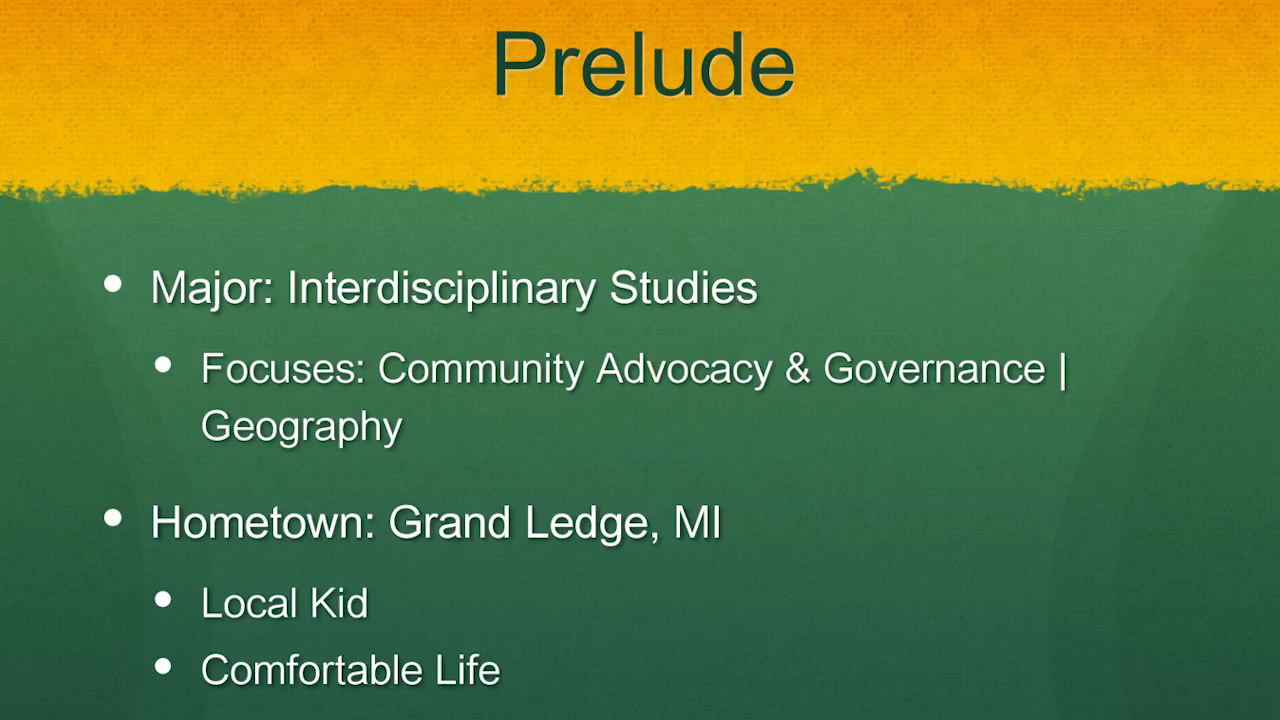 Prelude
• Major: Interdisciplinary Studies
• Focuses: Community Advocacy & Governance |
Geography
• Hometown: Grand Ledge, MI
• Local Kid
• Comfortable Life